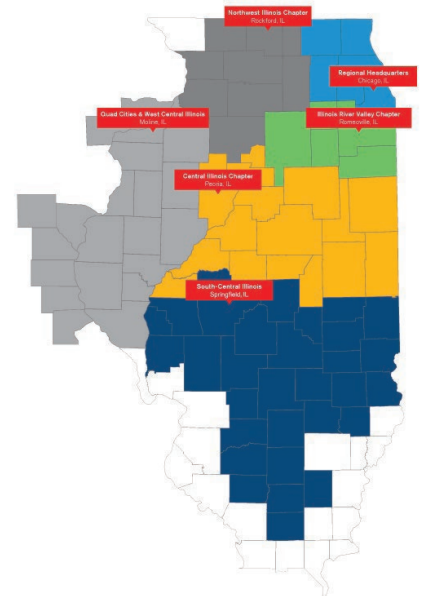 Northwest Illinois Chapter
Rockford, IL
Regional Headquarters
Chicago, IL
Quad Cities & West Central Illinois
Moline, IL
Illinois River Valley Chapter
Romeoville, IL
Central Illinois Chapter
Peoria, IL
South-Central Illinois
Springfield, IL